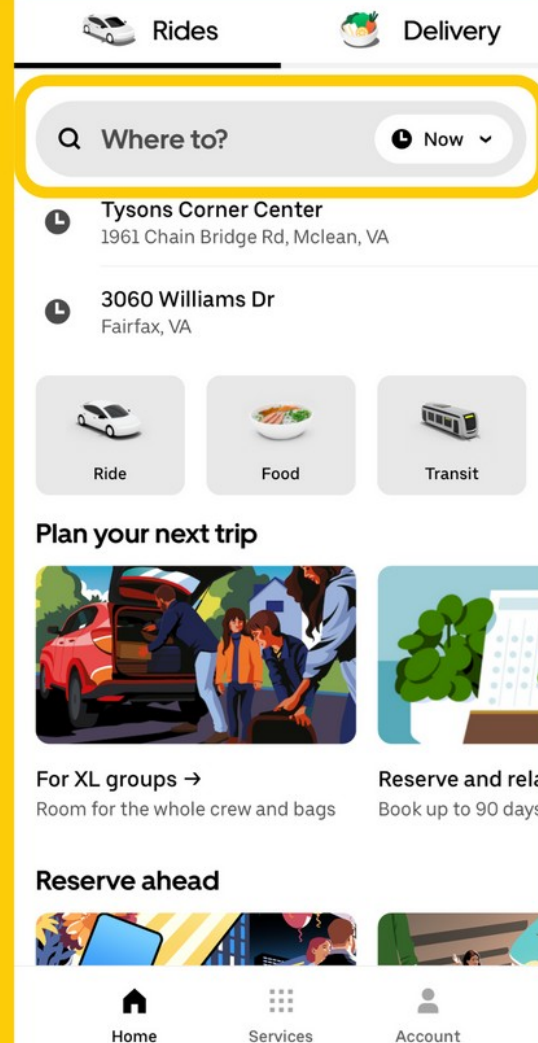 Rides
Delivery
Where to?
Now
Tysons Corner Center
1961 Chain Bridge Rd, Mclean, VA
3060 Williams Dr
Fairfax, VA
Ride
Food
Transit
Plan your next trip
For XL groups →
Room for the whole crew and bags
Reserve and rela
Book up to 90 days
Reserve ahead
Home
Services
Account